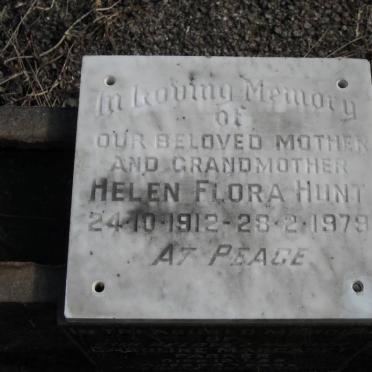 In Loving Memory
of
OUR BELOVED MOTHER
AND GRANDMOTHER
HELEN FLORA HUNT
24·10·1912 - 28·2·1979
AT PEACE